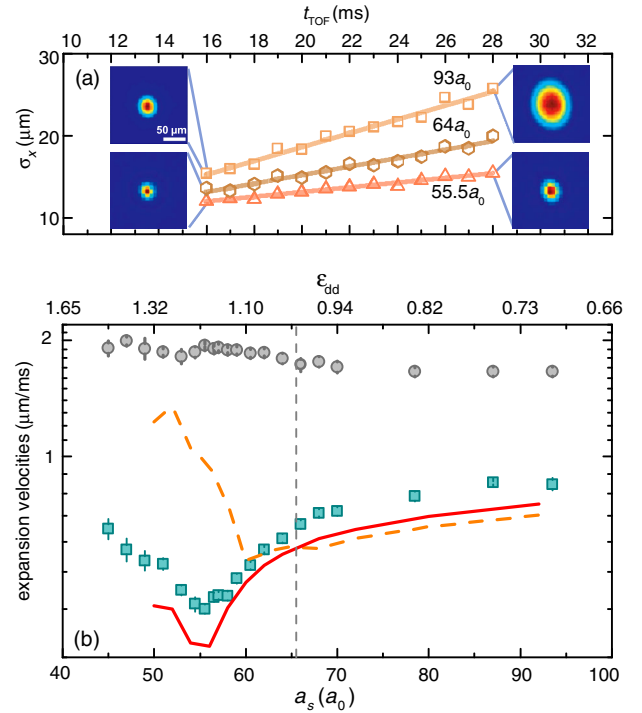 t_TOF (ms)
10 12 14 16 18 20 22 24 26 28 30 32
(a)
30
20
10
σ_x (μm)
50 μm
93a_0
64a_0
55.5a_0
ε_dd
1.65 1.32 1.10 0.94 0.82 0.73 0.66
2
1
expansion velocities (μm/ms)
(b)
40 50 60 70 80 90 100
a_s (a_0)